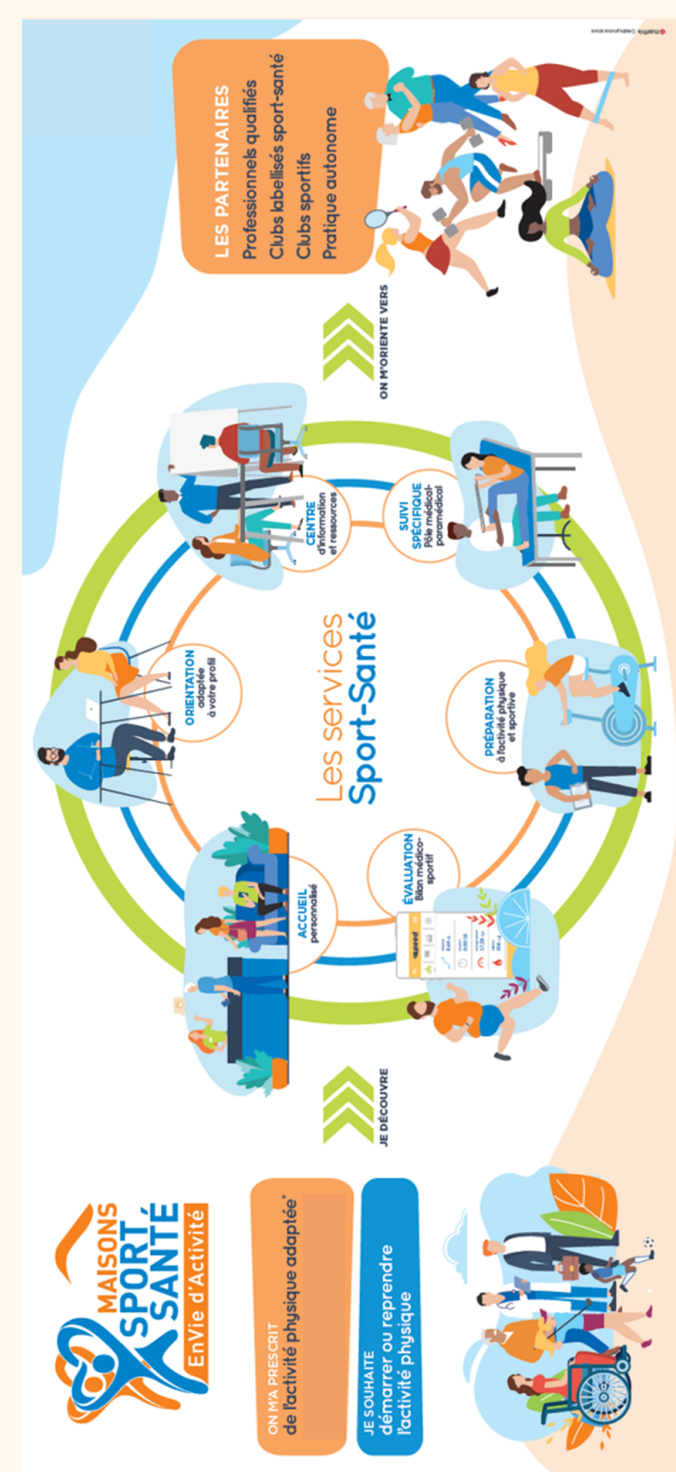 MAISONS
SPORT
SANTÉ
EnVie d'Activité
ON M'A PRESCRIT
de l'activité physique adaptée*
JE SOUHAITE
démarrer ou reprendre
l'activité physique
JE DÉCOUVRE
Les services
Sport-Santé
ACCUEIL
personnalisé
ORIENTATION
adaptée
à votre profil
CENTRE
d'information
et ressources
SUIVI
SPÉCIFIQUE
Pôle médical-
paramédical
PRÉPARATION
à l'activité physique
et sportive
ÉVALUATION
Bilan médico-
sportif
speed
ON M'ORIENTE VERS
LES PARTENAIRES
Professionnels qualifiés
Clubs labellisés sport-santé
Clubs sportifs
Pratique autonome